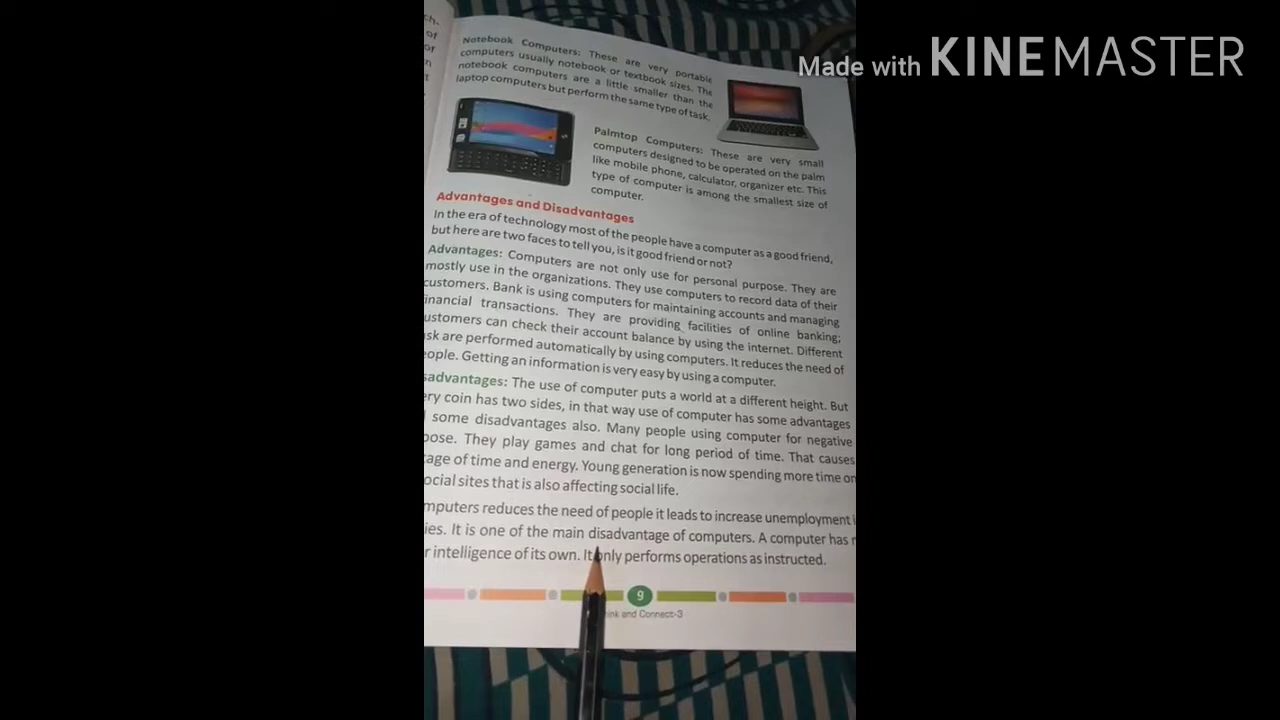 Made with KINEMASTER
ch-
of
or
Notebook Computers: These are very portable
computers usually notebook or textbook sizes. The
notebook computers are a little smaller than the
laptop computers but perform the same type of task.
Palmtop Computers: These are very small
computers designed to be operated on the palm
like mobile phone, calculator, organizer etc. This
type of computer is among the smallest size of
computer.
Advantages and Disadvantages
In the era of technology most of the people have a computer as a good friend,
but here are two faces to tell you, is it good friend or not?
Advantages: Computers are not only use for personal purpose. They are
mostly use in the organizations. They use computers to record data of their
customers. Bank is using computers for maintaining accounts and managing
financial transactions. They are providing facilities of online banking;
ustomers can check their account balance by using the internet. Different
sk are performed automatically by using computers. It reduces the need of
eople. Getting an information is very easy by using a computer.
sadvantages: The use of computer puts a world at a different height. But
ery coin has two sides, in that way use of computer has some advantages
some disadvantages also. Many people using computer for negative
pose. They play games and chat for long period of time. That causes
tage of time and energy. Young generation is now spending more time on
ocial sites that is also affecting social life.
mputers reduces the need of people it leads to increase unemployment i
ies. It is one of the main disadvantage of computers. A computer has n
r intelligence of its own. It only performs operations as instructed.
9
ink and Connect-3